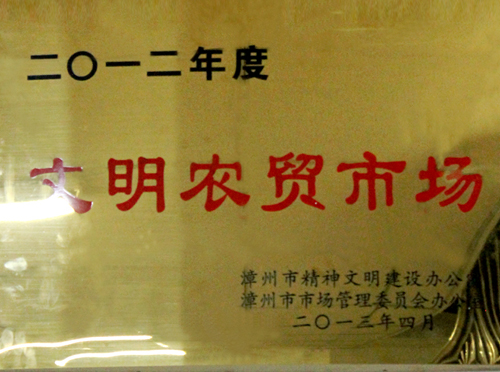 二〇一二年度
文明农贸市场
漳州市精神文明建设办公
漳州市市场管理委员会办公
二〇一三年四月